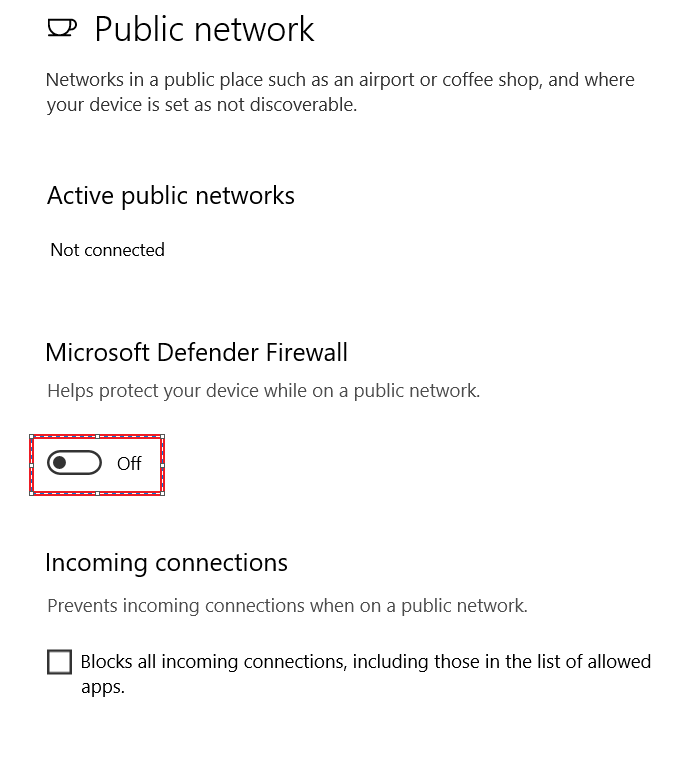 Public network
Networks in a public place such as an airport or coffee shop, and where
your device is set as not discoverable.
Active public networks
Not connected
Microsoft Defender Firewall
Helps protect your device while on a public network.
Off
Incoming connections
Prevents incoming connections when on a public network.
Blocks all incoming connections, including those in the list of allowed
apps.